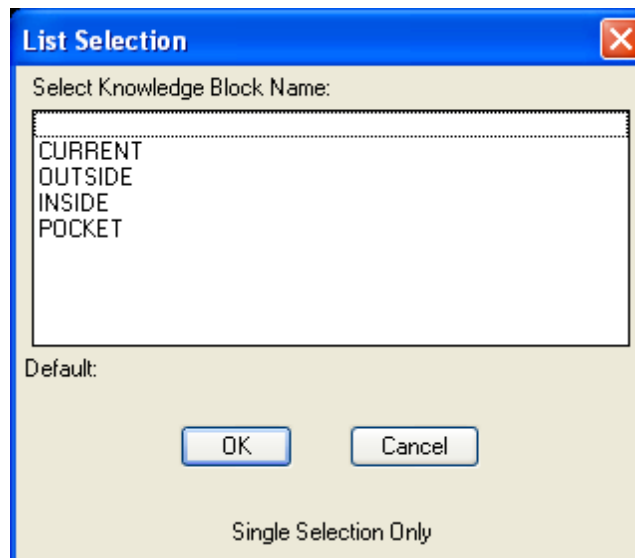 List Selection
Select Knowledge Block Name:
CURRENT
OUTSIDE
INSIDE
POCKET
Default:
OK Cancel
Single Selection Only